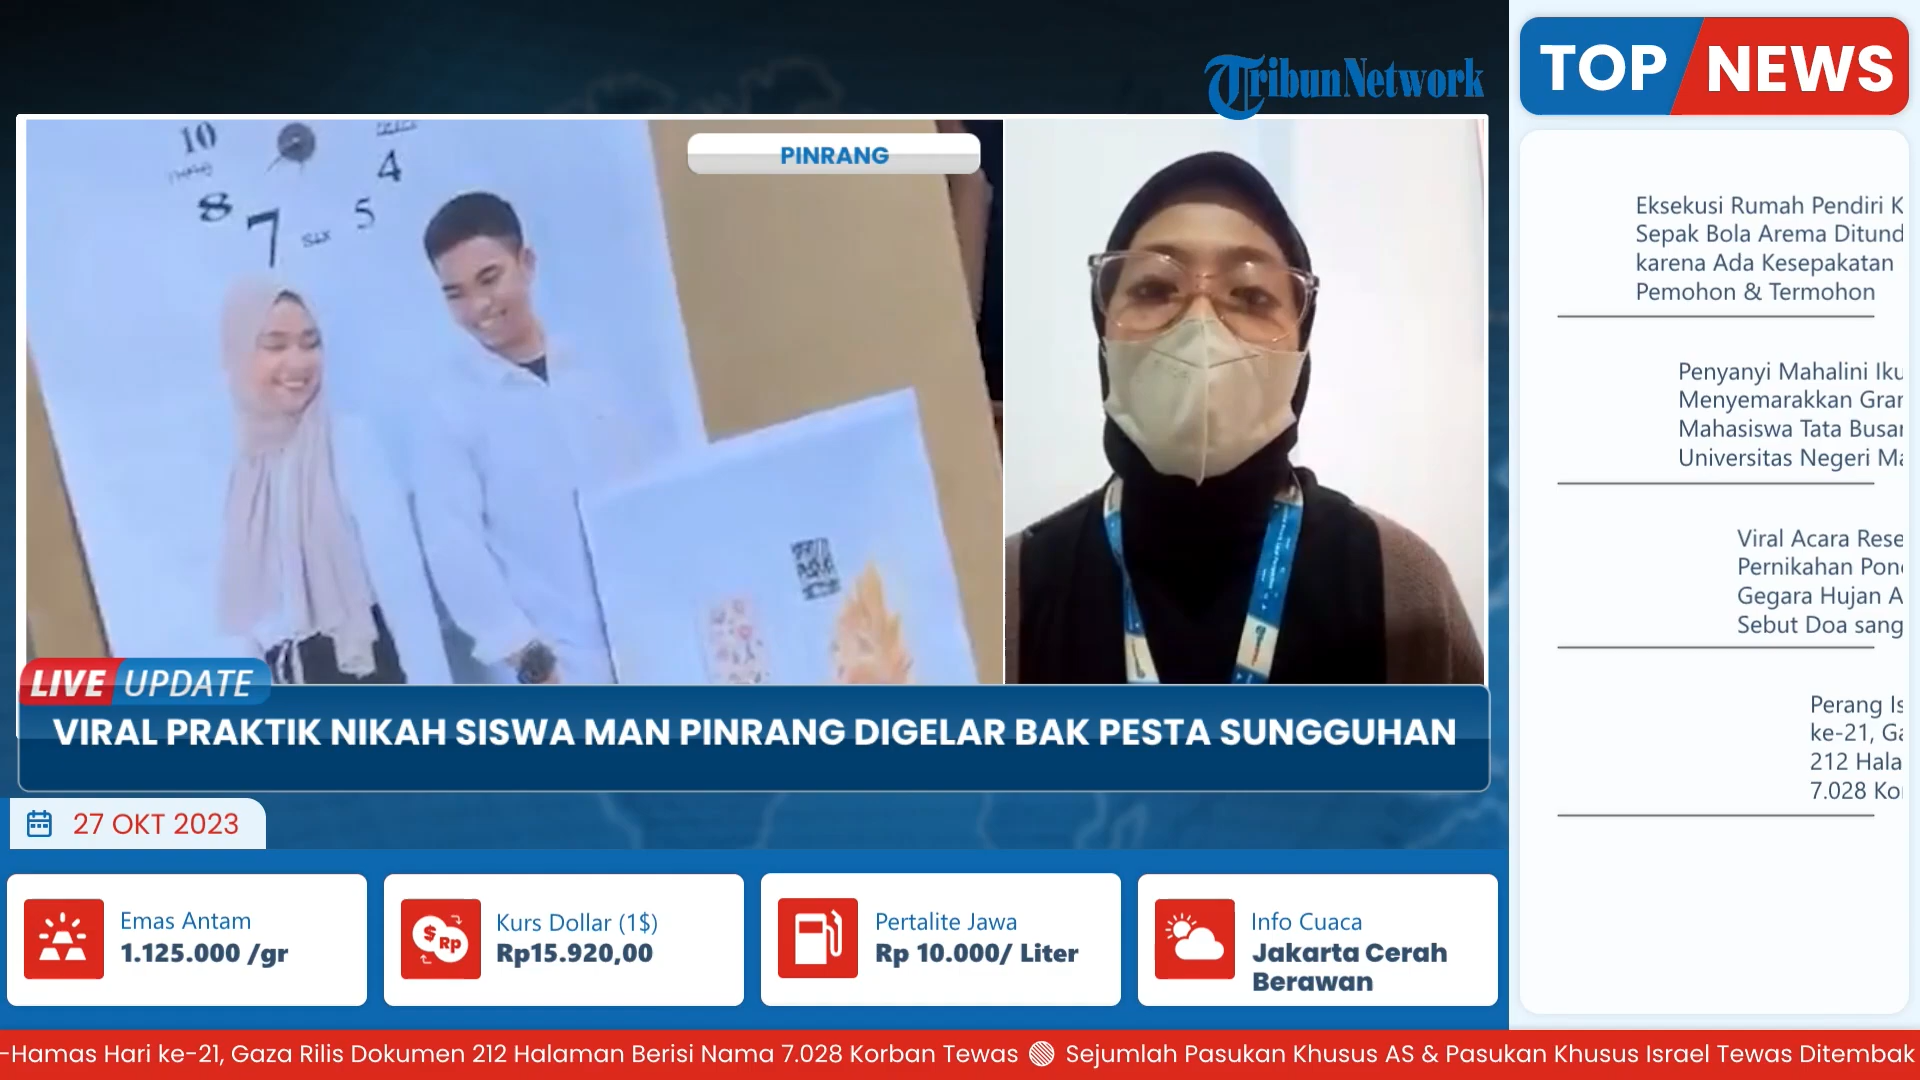 TribunNetwork
TOP NEWS
PINRANG
10
4
8
5
7
SIX
LIVE UPDATE
VIRAL PRAKTIK NIKAH SISWA MAN PINRANG DIGELAR BAK PESTA SUNGGUHAN
27 OKT 2023
Emas Antam
1.125.000 /gr
Kurs Dollar (1$)
Rp15.920,00
Pertalite Jawa
Rp 10.000/ Liter
Info Cuaca
Jakarta Cerah
Berawan
Eksekusi Rumah Pendiri K
Sepak Bola Arema Ditund
karena Ada Kesepakatan
Pemohon & Termohon
Penyanyi Mahalini Iku
Menyemarakkan Gran
Mahasiswa Tata Busan
Universitas Negeri Ma
Viral Acara Rese
Pernikahan Pon
Gegara Hujan A
Sebut Doa sang
Perang Is
ke-21, Ga
212 Hala
7.028 Ko
-Hamas Hari ke-21, Gaza Rilis Dokumen 212 Halaman Berisi Nama 7.028 Korban Tewas Sejumlah Pasukan Khusus AS & Pasukan Khusus Israel Tewas Ditembak